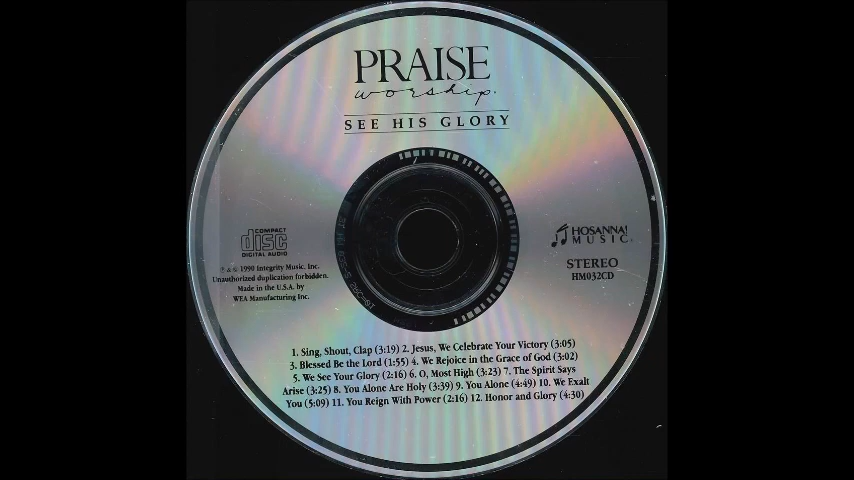 PRAISE
worship.
SEE HIS GLORY
COMPACT
disc
DIGITAL AUDIO
℗ & © 1990 Integrity Music, Inc.
Unauthorized duplication forbidden.
Made in the U.S.A. by
WEA Manufacturing Inc.
HOSANNA!
MUSIC.
STEREO
HM032CD
1. Sing, Shout, Clap (3:19) 2. Jesus, We Celebrate Your Victory (3:05)
3. Blessed Be the Lord (1:55) 4. We Rejoice in the Grace of God (3:02)
5. We See Your Glory (2:16) 6. O, Most High (3:23) 7. The Spirit Says
Arise (3:25) 8. You Alone Are Holy (3:39) 9. You Alone (4:49) 10. We Exalt
You (5:09) 11. You Reign With Power (2:16) 12. Honor and Glory (4:30)